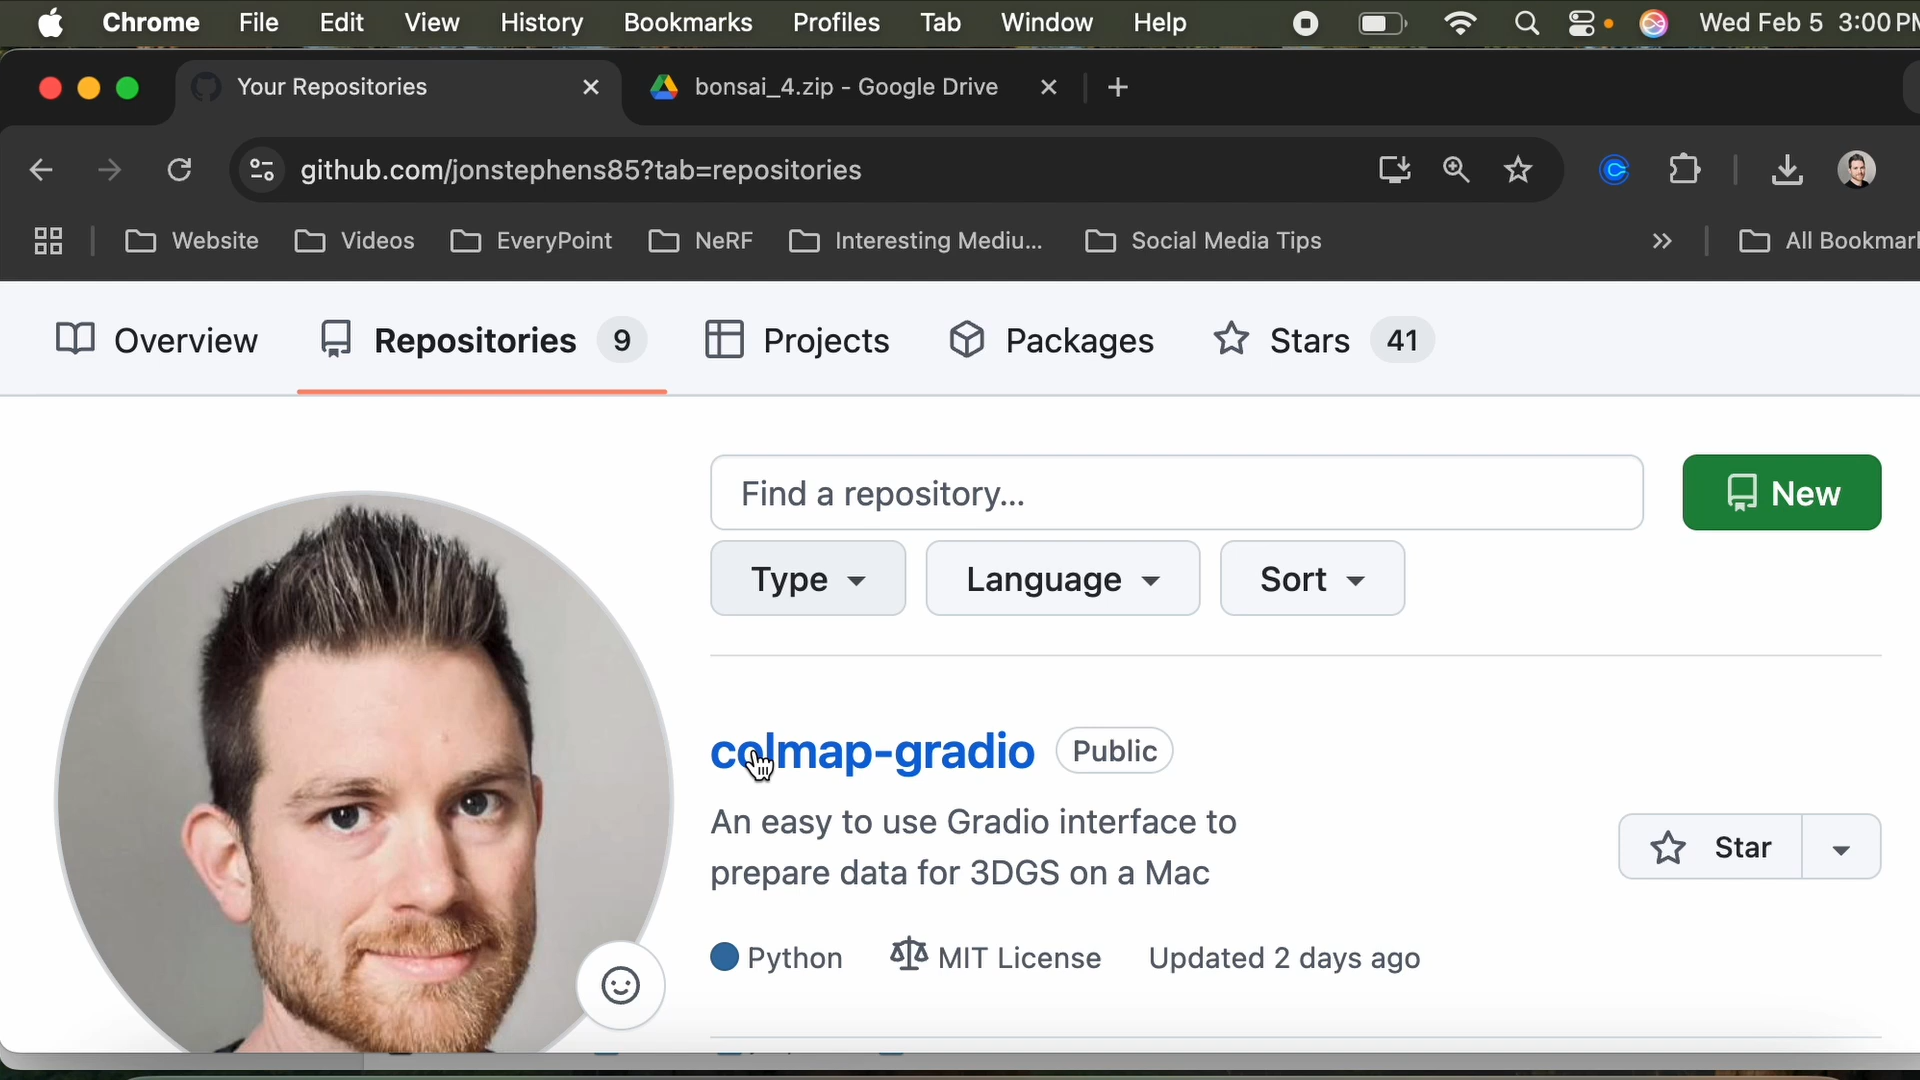 Chrome File Edit View History Bookmarks Profiles Tab Window Help Wed Feb 5 3:00 PM
Your Repositories bonsai_4.zip - Google Drive
github.com/jonstephens85?tab=repositories
Website Videos EveryPoint NeRF Interesting Mediu... Social Media Tips » All Bookmark
Overview Repositories 9 Projects Packages Stars 41
Find a repository... New
Type Language Sort
colmap-gradio Public
An easy to use Gradio interface to
prepare data for 3DGS on a Mac
Star
Python MIT License Updated 2 days ago